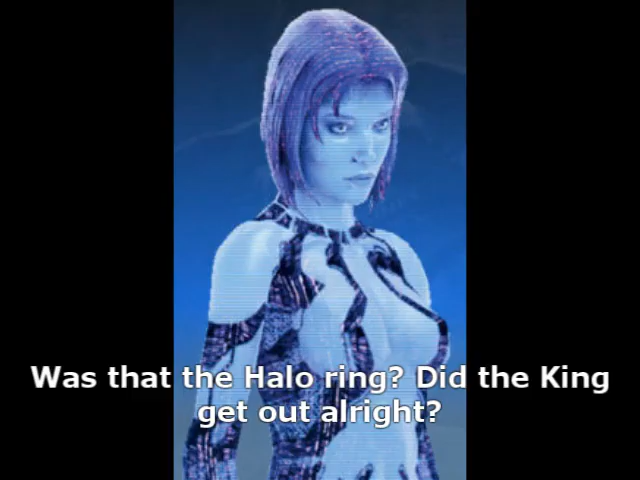 Was that the Halo ring? Did the King
get out alright?